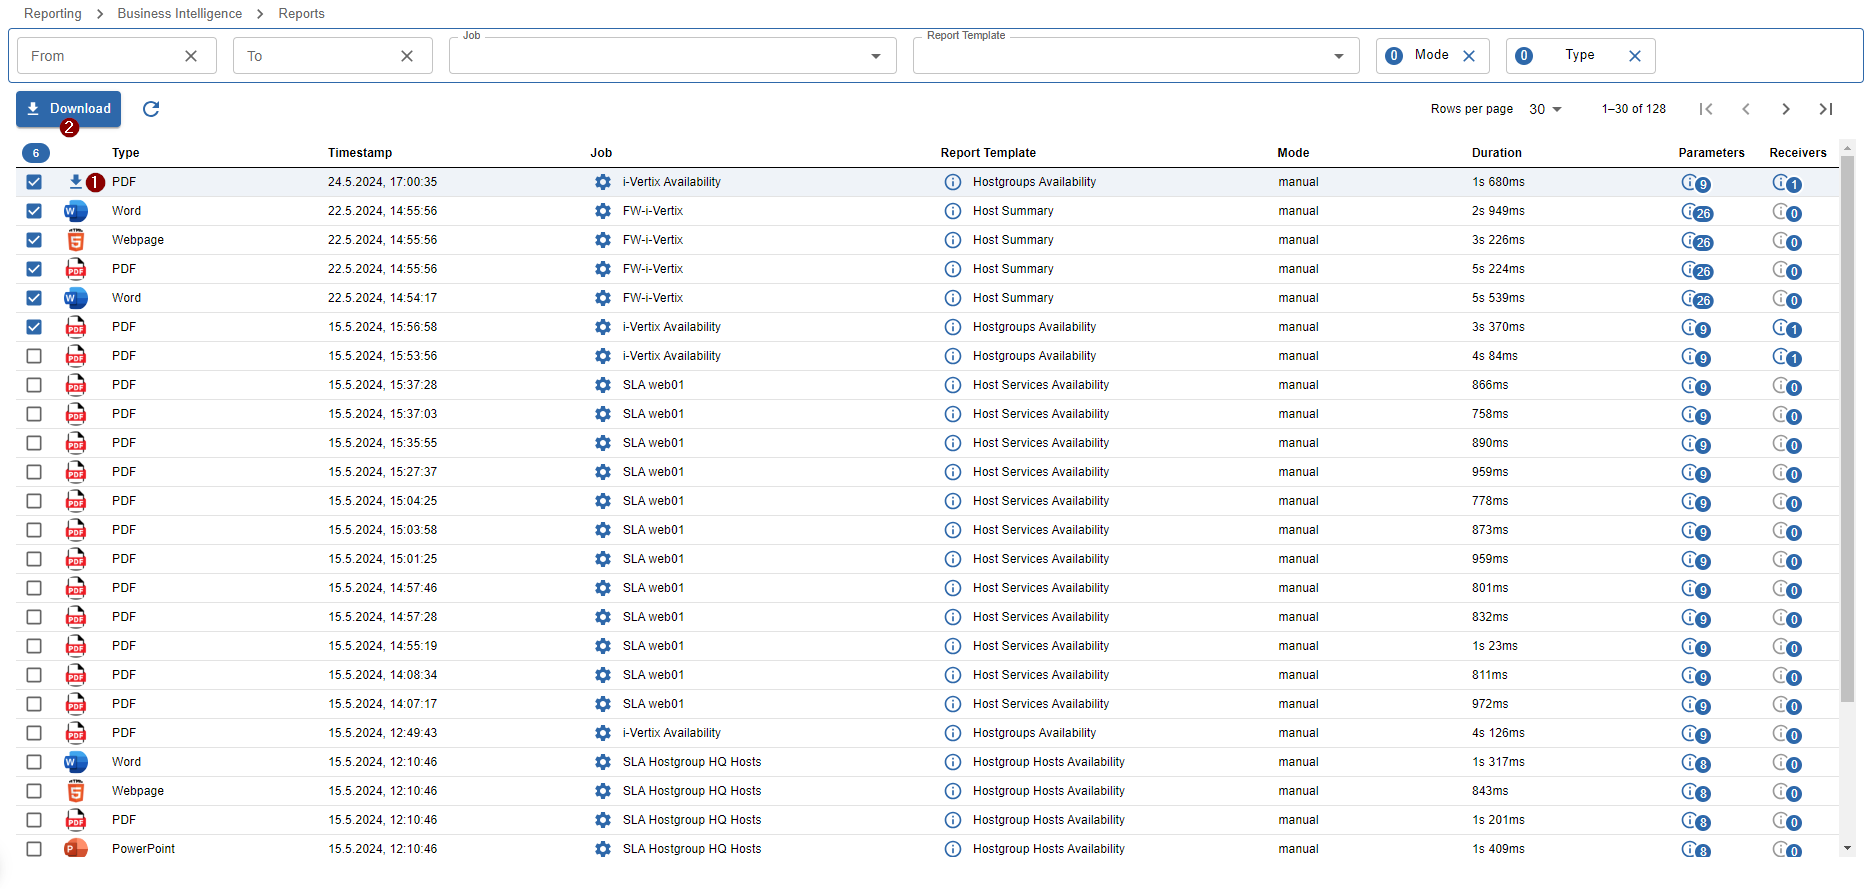 Reporting > Business Intelligence > Reports
Job Report Template
From To 0 Mode 0 Type
Download Rows per page 30 1–30 of 128
2
6 Type Timestamp Job Report Template Mode Duration Parameters Receivers
1 PDF 24.5.2024, 17:00:35 i-Vertix Availability Hostgroups Availability manual 1s 680ms 9 1
Word 22.5.2024, 14:55:56 FW-i-Vertix Host Summary manual 2s 949ms 26 0
Webpage 22.5.2024, 14:55:56 FW-i-Vertix Host Summary manual 3s 226ms 26 0
PDF 22.5.2024, 14:55:56 FW-i-Vertix Host Summary manual 5s 224ms 26 0
Word 22.5.2024, 14:54:17 FW-i-Vertix Host Summary manual 5s 539ms 26 0
PDF 15.5.2024, 15:56:58 i-Vertix Availability Hostgroups Availability manual 3s 370ms 9 1
PDF 15.5.2024, 15:53:56 i-Vertix Availability Hostgroups Availability manual 4s 84ms 9 1
PDF 15.5.2024, 15:37:28 SLA web01 Host Services Availability manual 866ms 9 0
PDF 15.5.2024, 15:37:03 SLA web01 Host Services Availability manual 758ms 9 0
PDF 15.5.2024, 15:35:55 SLA web01 Host Services Availability manual 890ms 9 0
PDF 15.5.2024, 15:27:37 SLA web01 Host Services Availability manual 959ms 9 0
PDF 15.5.2024, 15:04:25 SLA web01 Host Services Availability manual 778ms 9 0
PDF 15.5.2024, 15:03:58 SLA web01 Host Services Availability manual 873ms 9 0
PDF 15.5.2024, 15:01:25 SLA web01 Host Services Availability manual 959ms 9 0
PDF 15.5.2024, 14:57:46 SLA web01 Host Services Availability manual 801ms 9 0
PDF 15.5.2024, 14:57:28 SLA web01 Host Services Availability manual 832ms 9 0
PDF 15.5.2024, 14:55:19 SLA web01 Host Services Availability manual 1s 23ms 9 0
PDF 15.5.2024, 14:08:34 SLA web01 Host Services Availability manual 811ms 9 0
PDF 15.5.2024, 14:07:17 SLA web01 Host Services Availability manual 972ms 9 0
PDF 15.5.2024, 12:49:43 i-Vertix Availability Hostgroups Availability manual 4s 126ms 9 0
Word 15.5.2024, 12:10:46 SLA Hostgroup HQ Hosts Hostgroup Hosts Availability manual 1s 317ms 8 0
Webpage 15.5.2024, 12:10:46 SLA Hostgroup HQ Hosts Hostgroup Hosts Availability manual 843ms 8 0
PDF 15.5.2024, 12:10:46 SLA Hostgroup HQ Hosts Hostgroup Hosts Availability manual 1s 201ms 8 0
PowerPoint 15.5.2024, 12:10:46 SLA Hostgroup HQ Hosts Hostgroup Hosts Availability manual 1s 409ms 8 0